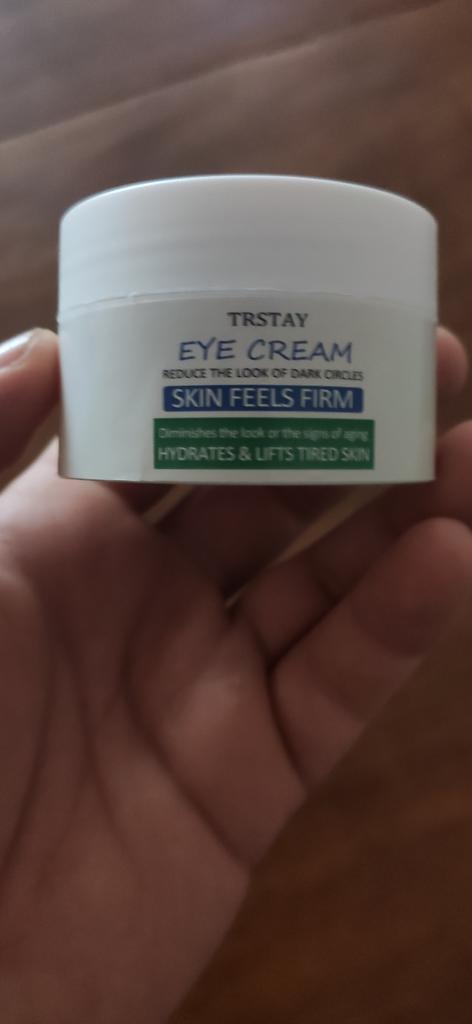 TRSTAY
EYE CREAM
REDUCE THE LOOK OF DARK CIRCLES
SKIN FEELS FIRM
Diminishes the look or the signs of aging
HYDRATES & LIFTS TIRED SKIN